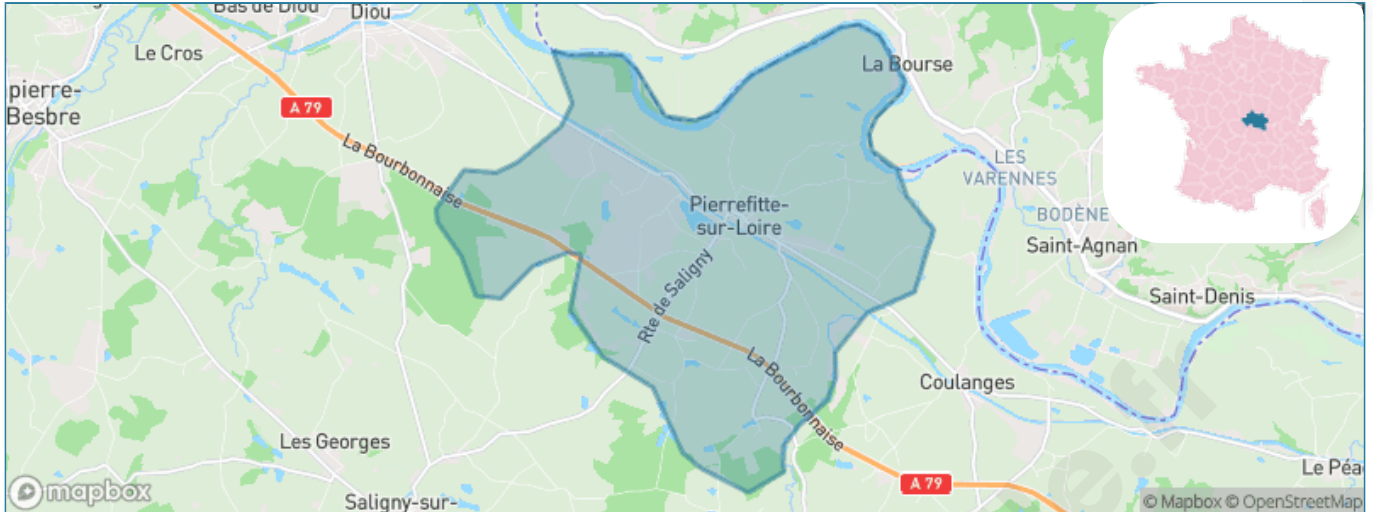 Bas de Diou
Diou
Le Cros
La Bourse
pierre-
Besbre
A 79
La Bourbonnaise
LES
VARENNES
Pierrefitte-
sur-Loire
BODÈNE
Saint-Agnan
Rte de Saligny
Saint-Denis
La Bourbonnaise
Coulanges
Les Georges
Le Péa
A 79
Saligny-sur-
mapbox
© Mapbox © OpenStreetMap